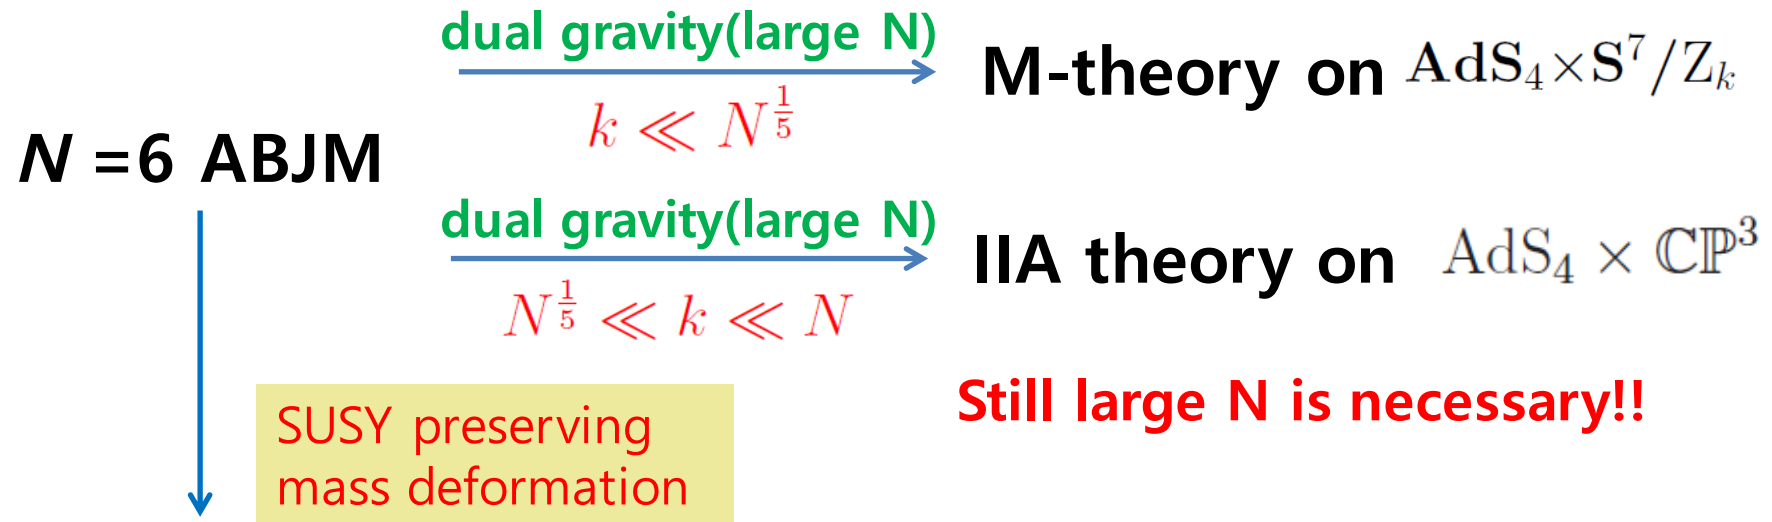 dual gravity(large N)
M-theory on AdS₄×S⁷/Z_k
k ≪ N^{1/5}
N =6 ABJM
dual gravity(large N)
IIA theory on AdS₄ × ℂℙ³
N^{1/5} ≪ k ≪ N
Still large N is necessary!!
SUSY preserving
mass deformation